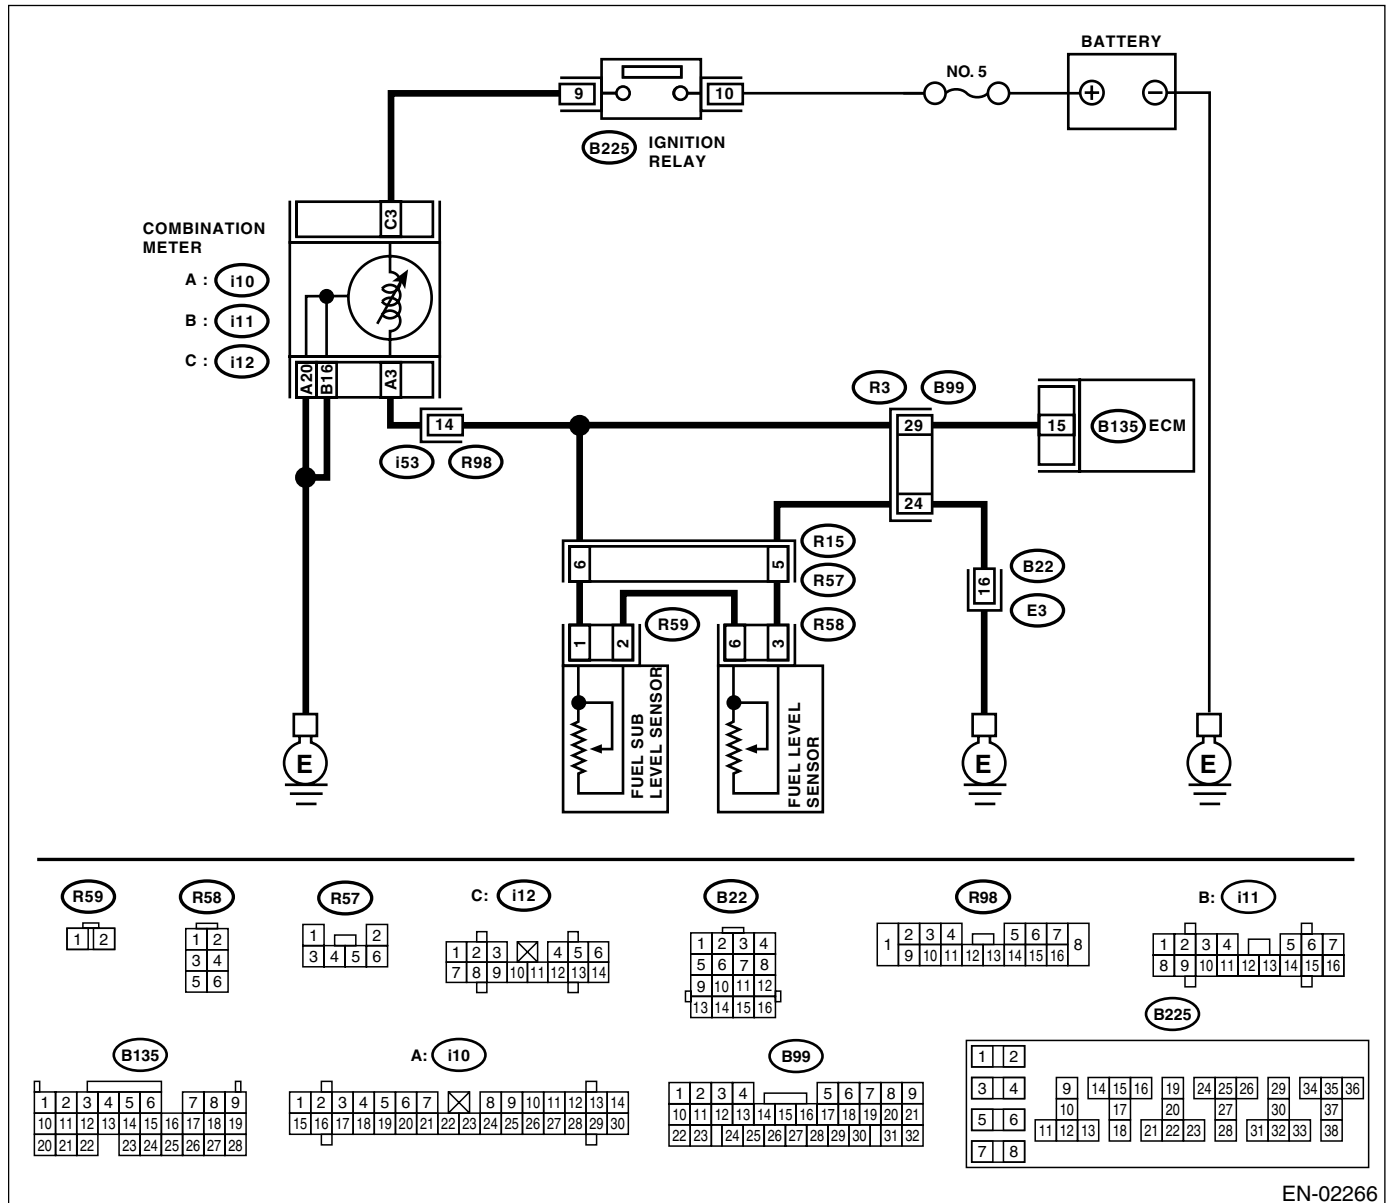 BATTERY
NO. 5
9
10
+
−
B225
IGNITION
RELAY
C3
COMBINATION
METER
A : i10
B : i11
C : i12
A20
B16
A3
R3
B99
14
29
15
B135
ECM
i53
R98
24
R15
6
5
B22
R57
16
E3
R59
R58
1
2
6
3
FUEL SUB
LEVEL SENSOR
FUEL LEVEL
SENSOR
E
E
E
R59
1 2
R58
1 2
3 4
5 6
R57
1 2
3 4 5 6
C: i12
1 2 3 4 5 6
7 8 9 10 11 12 13 14
B22
1 2 3 4
5 6 7 8
9 10 11 12
13 14 15 16
R98
1 2 3 4 5 6 7 8
9 10 11 12 13 14 15 16
B: i11
1 2 3 4 5 6 7
8 9 10 11 12 13 14 15 16
B135
1 2 3 4 5 6 7 8 9
10 11 12 13 14 15 16 17 18 19
20 21 22 23 24 25 26 27 28
A: i10
1 2 3 4 5 6 7 8 9 10 11 12 13 14
15 16 17 18 19 20 21 22 23 24 25 26 27 28 29 30
B99
1 2 3 4 5 6 7 8 9
10 11 12 13 14 15 16 17 18 19 20 21
22 23 24 25 26 27 28 29 30 31 32
B225
1 2
3 4 9 14 15 16 19 24 25 26 29 34 35 36
10 17 20 27 30 37
5 6 11 12 13 18 21 22 23 28 31 32 33 38
7 8
EN-02266